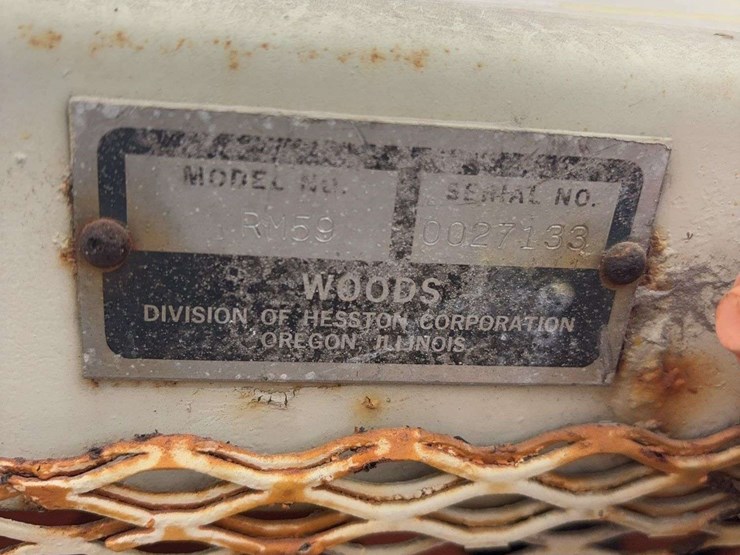 MODEL NO. SERIAL NO.
RM59 0027133
WOODS
DIVISION OF HESSTON CORPORATION
OREGON, ILLINOIS